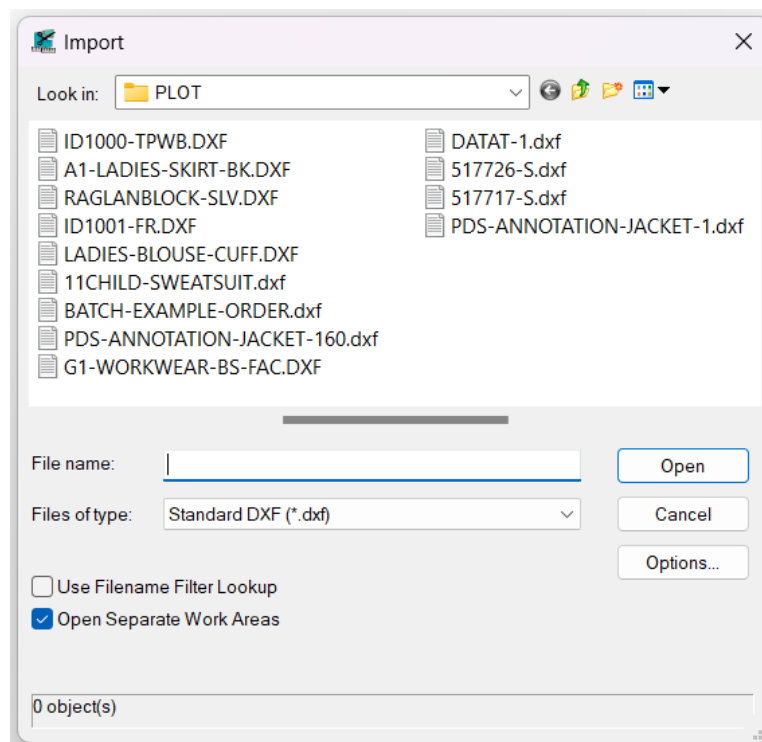 Import
Look in: PLOT
ID1000-TPWB.DXF
A1-LADIES-SKIRT-BK.DXF
RAGLANBLOCK-SLV.DXF
ID1001-FR.DXF
LADIES-BLOUSE-CUFF.DXF
11CHILD-SWEATSUIT.dxf
BATCH-EXAMPLE-ORDER.dxf
PDS-ANNOTATION-JACKET-160.dxf
G1-WORKWEAR-BS-FAC.DXF
DATAT-1.dxf
517726-S.dxf
517717-S.dxf
PDS-ANNOTATION-JACKET-1.dxf
File name:
Open
Files of type: Standard DXF (*.dxf)
Cancel
Options...
Use Filename Filter Lookup
Open Separate Work Areas
0 object(s)